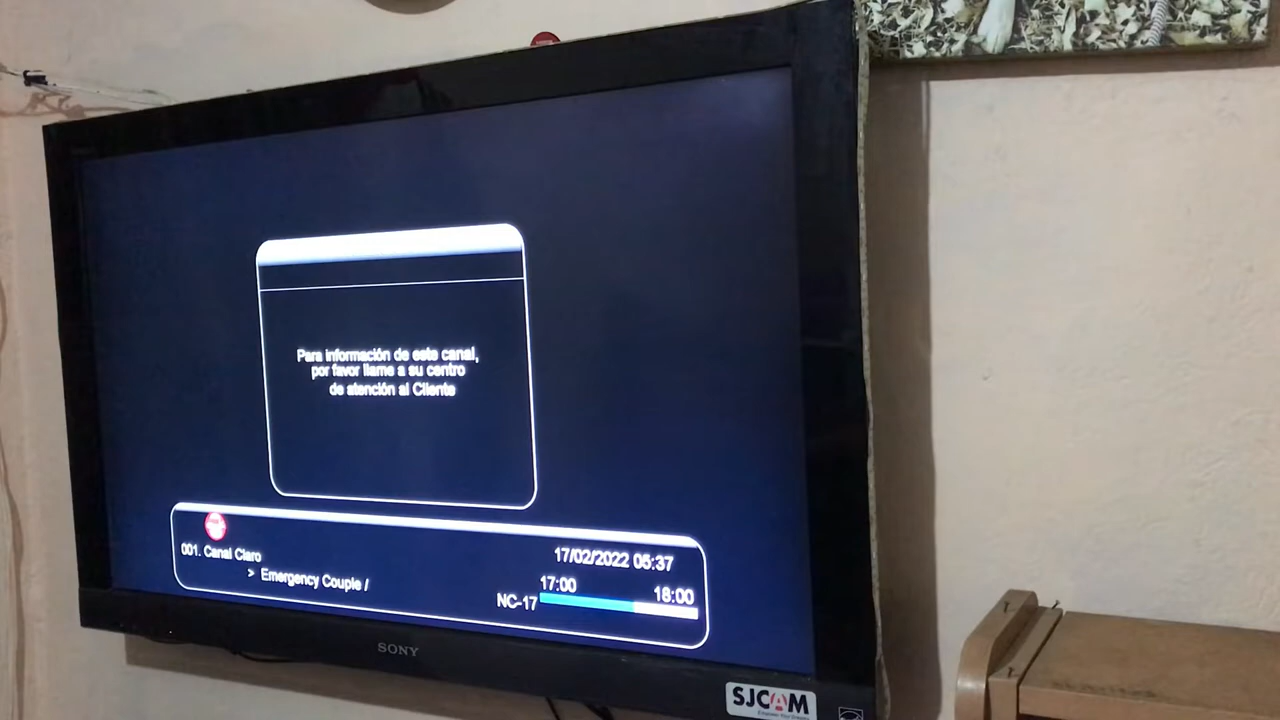 Para información de este canal,
por favor llame a su centro
de atención al Cliente
001. Canal Claro
17/02/2022 05:37
> Emergency Couple /
17:00
18:00
NC-17
SONY
SJCAM